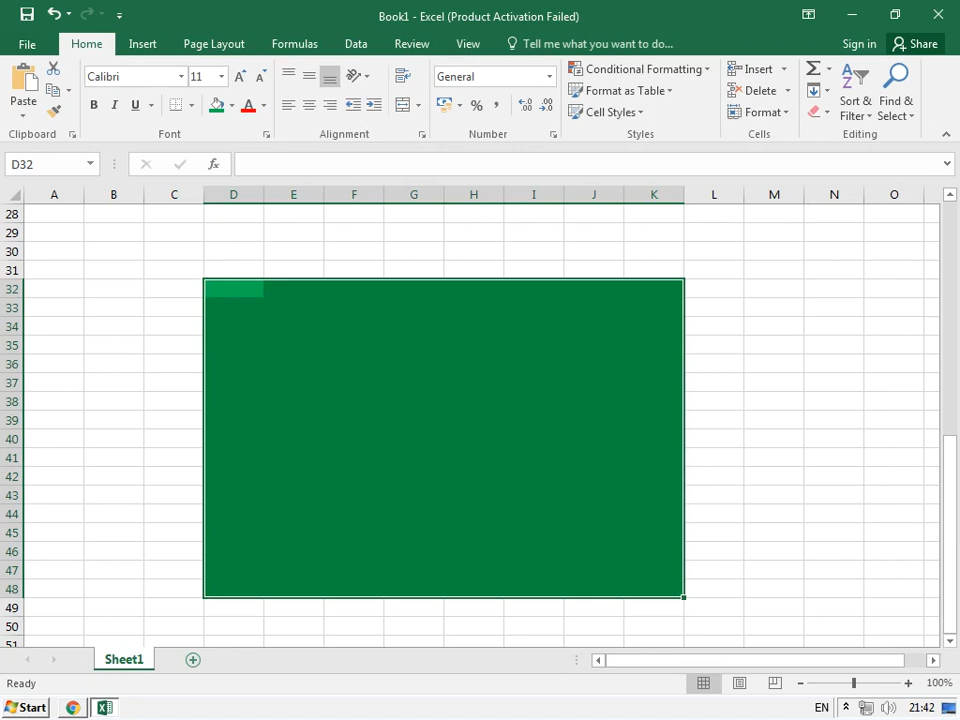 Book1 - Excel (Product Activation Failed)
File Home Insert Page Layout Formulas Data Review View Tell me what you want to do... Sign in Share
Calibri 11 General Conditional Formatting Insert
Format as Table Delete
Paste B I U A % Cell Styles Format Sort & Filter Find & Select
Clipboard Font Alignment Number Styles Cells Editing
D32 fx
A B C D E F G H I J K L M N O
28
29
30
31
32
33
34
35
36
37
38
39
40
41
42
43
44
45
46
47
48
49
50
51
Sheet1
Ready 100%
Start EN 21:42